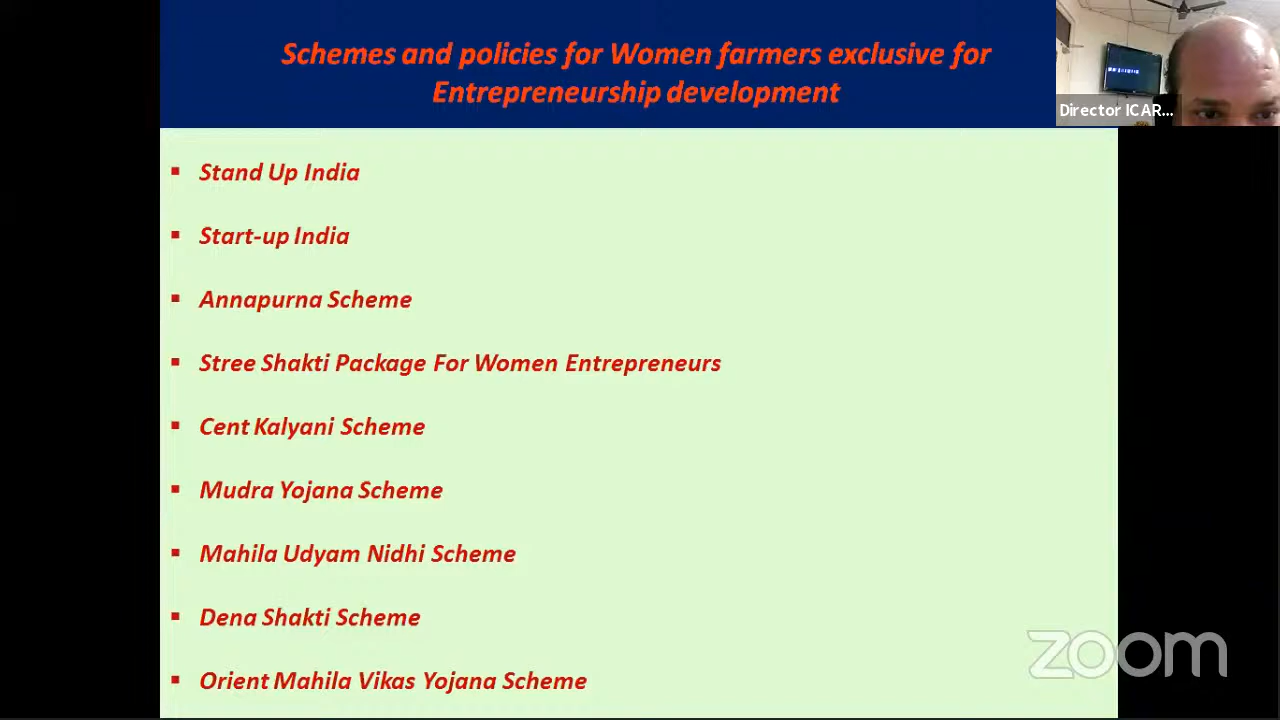 Schemes and policies for Women farmers exclusive for
Entrepreneurship development
Director ICAR...
▪ Stand Up India
▪ Start-up India
▪ Annapurna Scheme
▪ Stree Shakti Package For Women Entrepreneurs
▪ Cent Kalyani Scheme
▪ Mudra Yojana Scheme
▪ Mahila Udyam Nidhi Scheme
▪ Dena Shakti Scheme
▪ Orient Mahila Vikas Yojana Scheme
zoom